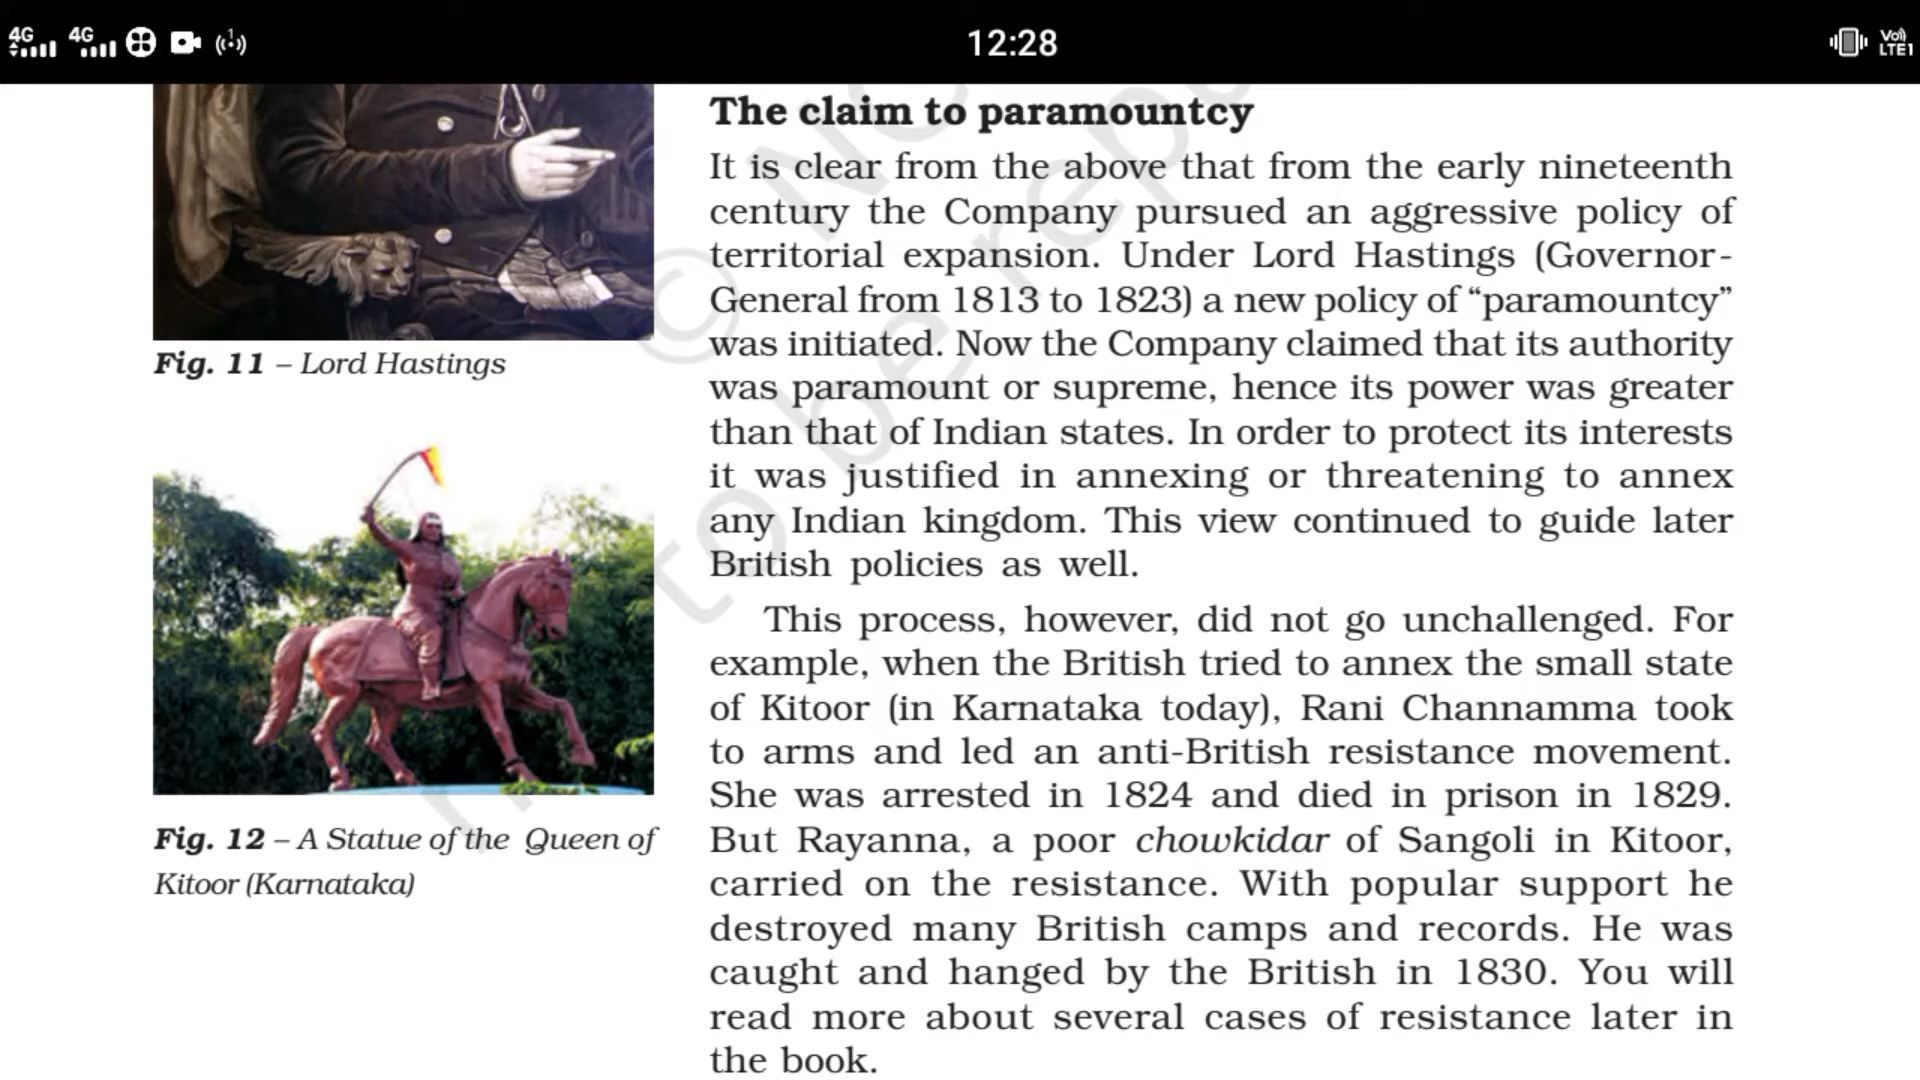 4G 4G 12:28 Vo) LTE1
The claim to paramountcy
It is clear from the above that from the early nineteenth
century the Company pursued an aggressive policy of
territorial expansion. Under Lord Hastings (Governor-
General from 1813 to 1823) a new policy of “paramountcy”
was initiated. Now the Company claimed that its authority
was paramount or supreme, hence its power was greater
than that of Indian states. In order to protect its interests
it was justified in annexing or threatening to annex
any Indian kingdom. This view continued to guide later
British policies as well.
This process, however, did not go unchallenged. For
example, when the British tried to annex the small state
of Kitoor (in Karnataka today), Rani Channamma took
to arms and led an anti-British resistance movement.
She was arrested in 1824 and died in prison in 1829.
But Rayanna, a poor chowkidar of Sangoli in Kitoor,
carried on the resistance. With popular support he
destroyed many British camps and records. He was
caught and hanged by the British in 1830. You will
read more about several cases of resistance later in
the book.
Fig. 11 – Lord Hastings
Fig. 12 – A Statue of the Queen of
Kitoor (Karnataka)
to be